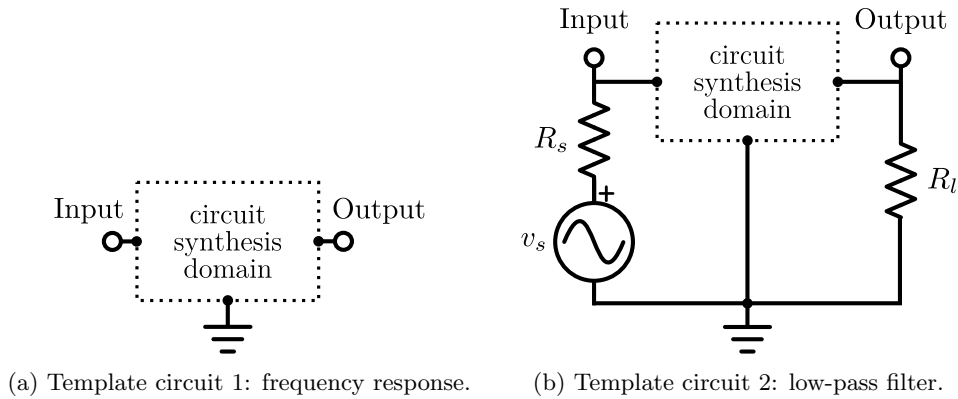 Input
circuit
synthesis
domain
Output
(a) Template circuit 1: frequency response.
Input
Output
circuit
synthesis
domain
R_s
+
v_s
R_l
(b) Template circuit 2: low-pass filter.